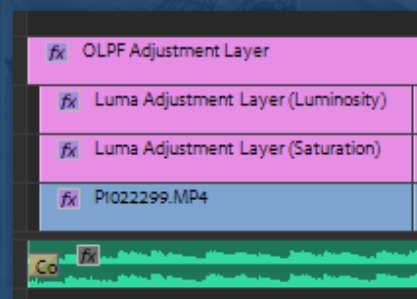 fx OLPF Adjustment Layer
fx Luma Adjustment Layer (Luminosity)
fx Luma Adjustment Layer (Saturation)
fx P1022299.MP4
fx
Co